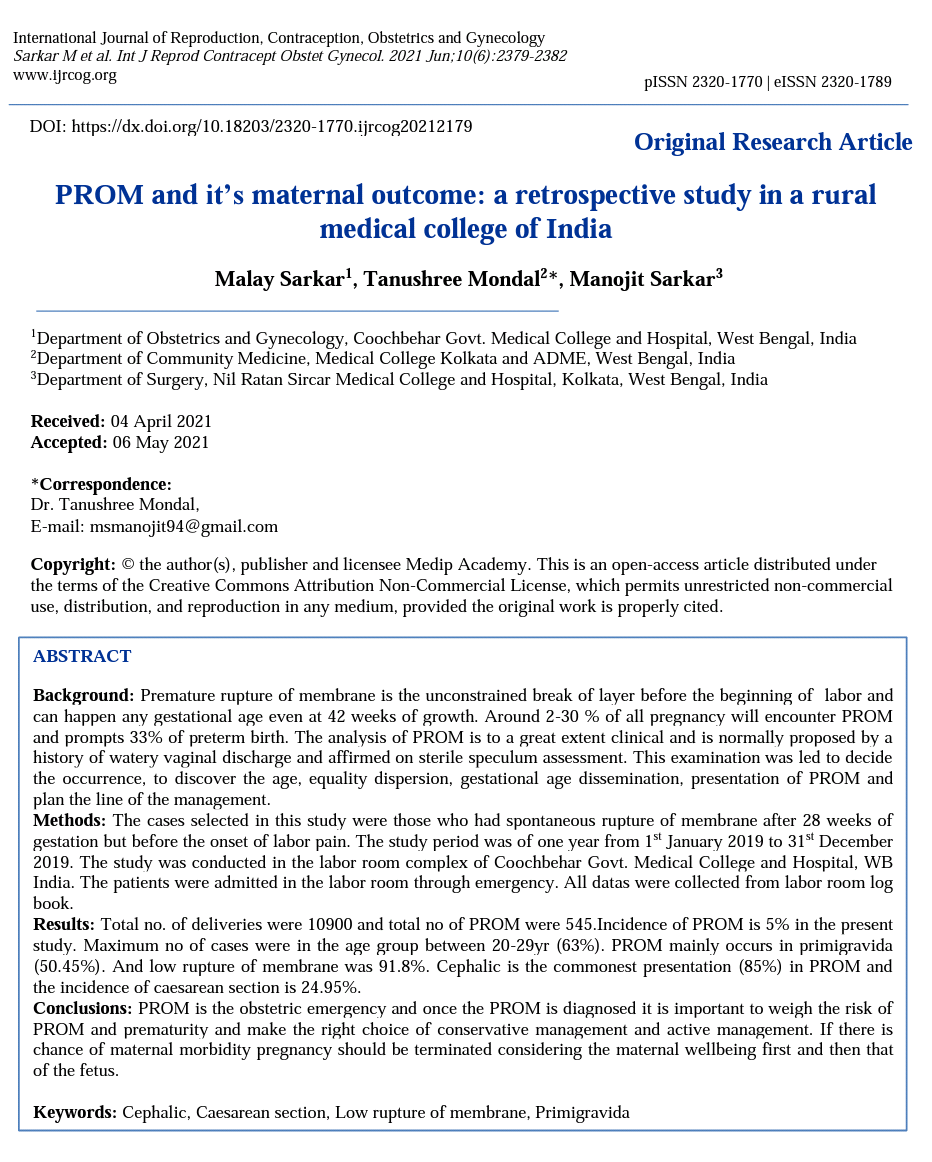 International Journal of Reproduction, Contraception, Obstetrics and Gynecology
Sarkar M et al. Int J Reprod Contracept Obstet Gynecol. 2021 Jun;10(6):2379-2382
www.ijrcog.org
pISSN 2320-1770 | eISSN 2320-1789
DOI: https://dx.doi.org/10.18203/2320-1770.ijrcog20212179
Original Research Article
PROM and it’s maternal outcome: a retrospective study in a rural
medical college of India
Malay Sarkar1, Tanushree Mondal2*, Manojit Sarkar3
1Department of Obstetrics and Gynecology, Coochbehar Govt. Medical College and Hospital, West Bengal, India
2Department of Community Medicine, Medical College Kolkata and ADME, West Bengal, India
3Department of Surgery, Nil Ratan Sircar Medical College and Hospital, Kolkata, West Bengal, India
Received: 04 April 2021
Accepted: 06 May 2021
*Correspondence:
Dr. Tanushree Mondal,
E-mail: msmanojit94@gmail.com
Copyright: © the author(s), publisher and licensee Medip Academy. This is an open-access article distributed under
the terms of the Creative Commons Attribution Non-Commercial License, which permits unrestricted non-commercial
use, distribution, and reproduction in any medium, provided the original work is properly cited.
ABSTRACT
Background: Premature rupture of membrane is the unconstrained break of layer before the beginning of labor and
can happen any gestational age even at 42 weeks of growth. Around 2-30 % of all pregnancy will encounter PROM
and prompts 33% of preterm birth. The analysis of PROM is to a great extent clinical and is normally proposed by a
history of watery vaginal discharge and affirmed on sterile speculum assessment. This examination was led to decide
the occurrence, to discover the age, equality dispersion, gestational age dissemination, presentation of PROM and
plan the line of the management.
Methods: The cases selected in this study were those who had spontaneous rupture of membrane after 28 weeks of
gestation but before the onset of labor pain. The study period was of one year from 1st January 2019 to 31st December
2019. The study was conducted in the labor room complex of Coochbehar Govt. Medical College and Hospital, WB
India. The patients were admitted in the labor room through emergency. All datas were collected from labor room log
book.
Results: Total no. of deliveries were 10900 and total no of PROM were 545.Incidence of PROM is 5% in the present
study. Maximum no of cases were in the age group between 20-29yr (63%). PROM mainly occurs in primigravida
(50.45%). And low rupture of membrane was 91.8%. Cephalic is the commonest presentation (85%) in PROM and
the incidence of caesarean section is 24.95%.
Conclusions: PROM is the obstetric emergency and once the PROM is diagnosed it is important to weigh the risk of
PROM and prematurity and make the right choice of conservative management and active management. If there is
chance of maternal morbidity pregnancy should be terminated considering the maternal wellbeing first and then that
of the fetus.
Keywords: Cephalic, Caesarean section, Low rupture of membrane, Primigravida